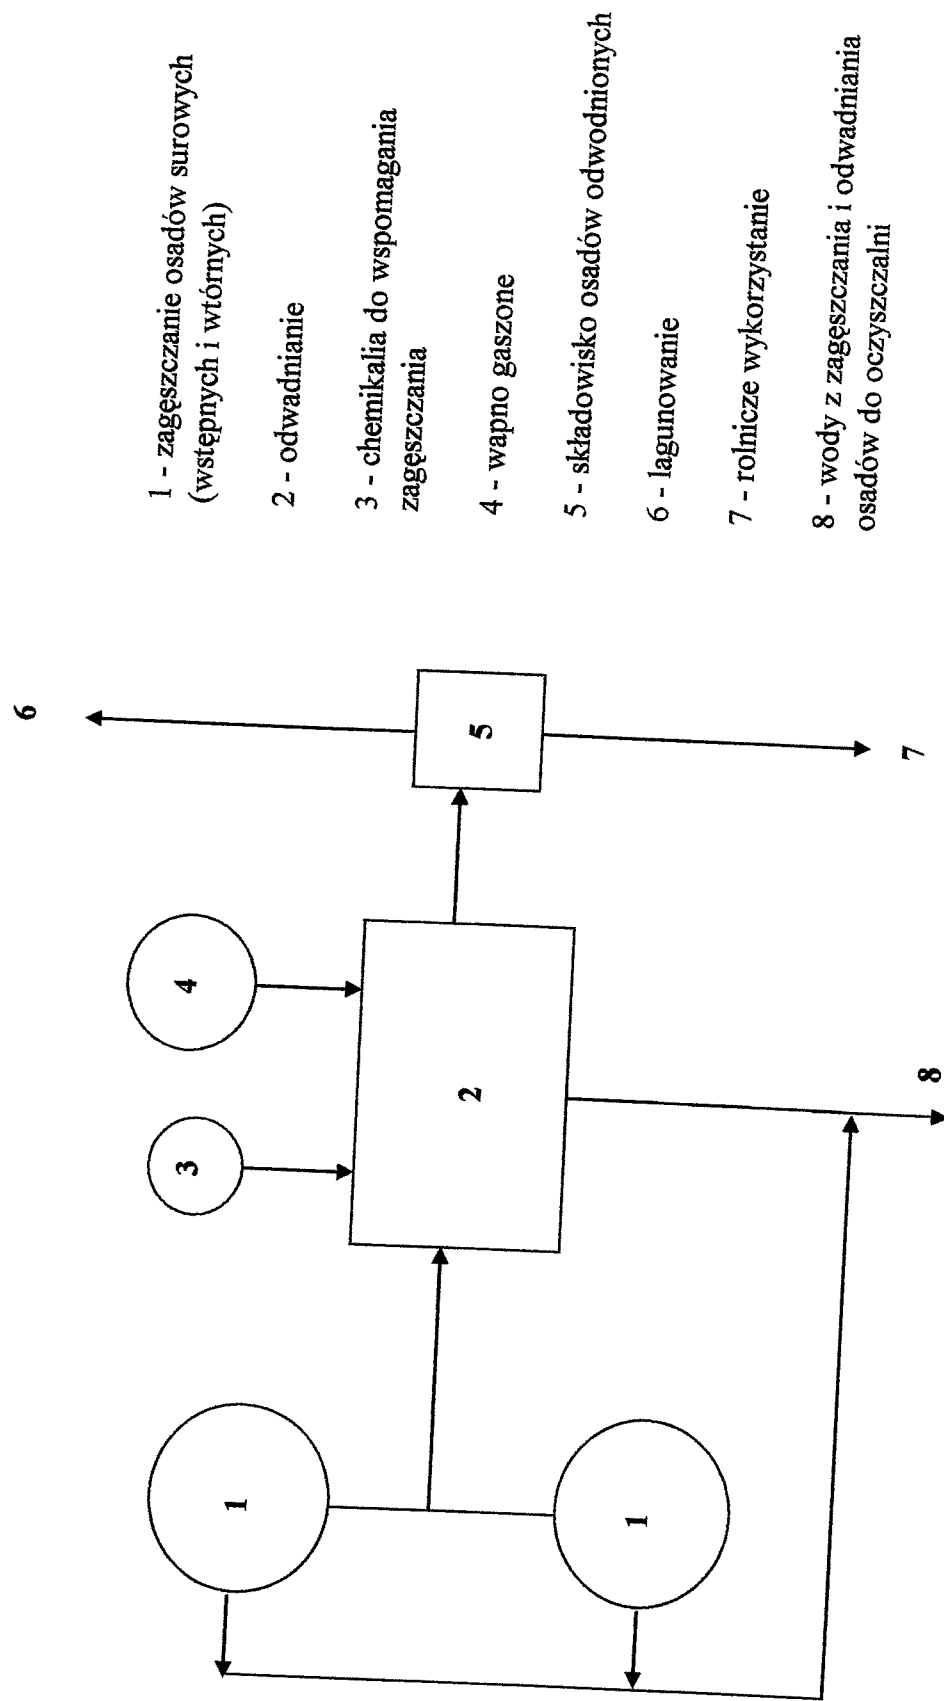 1 - zagęszczanie osadów surowych
(wstępnych i wtórnych)
2 - odwadnianie
3 - chemikalia do wspomagania
zagęszczania
4 - wapno gaszone
5 - składowisko osadów odwodnionych
6 - lagunowanie
7 - rolnicze wykorzystanie
8 - wody z zagęszczania i odwadniania
osadów do oczyszczalni
6
5
7
4
3
2
8
1
1